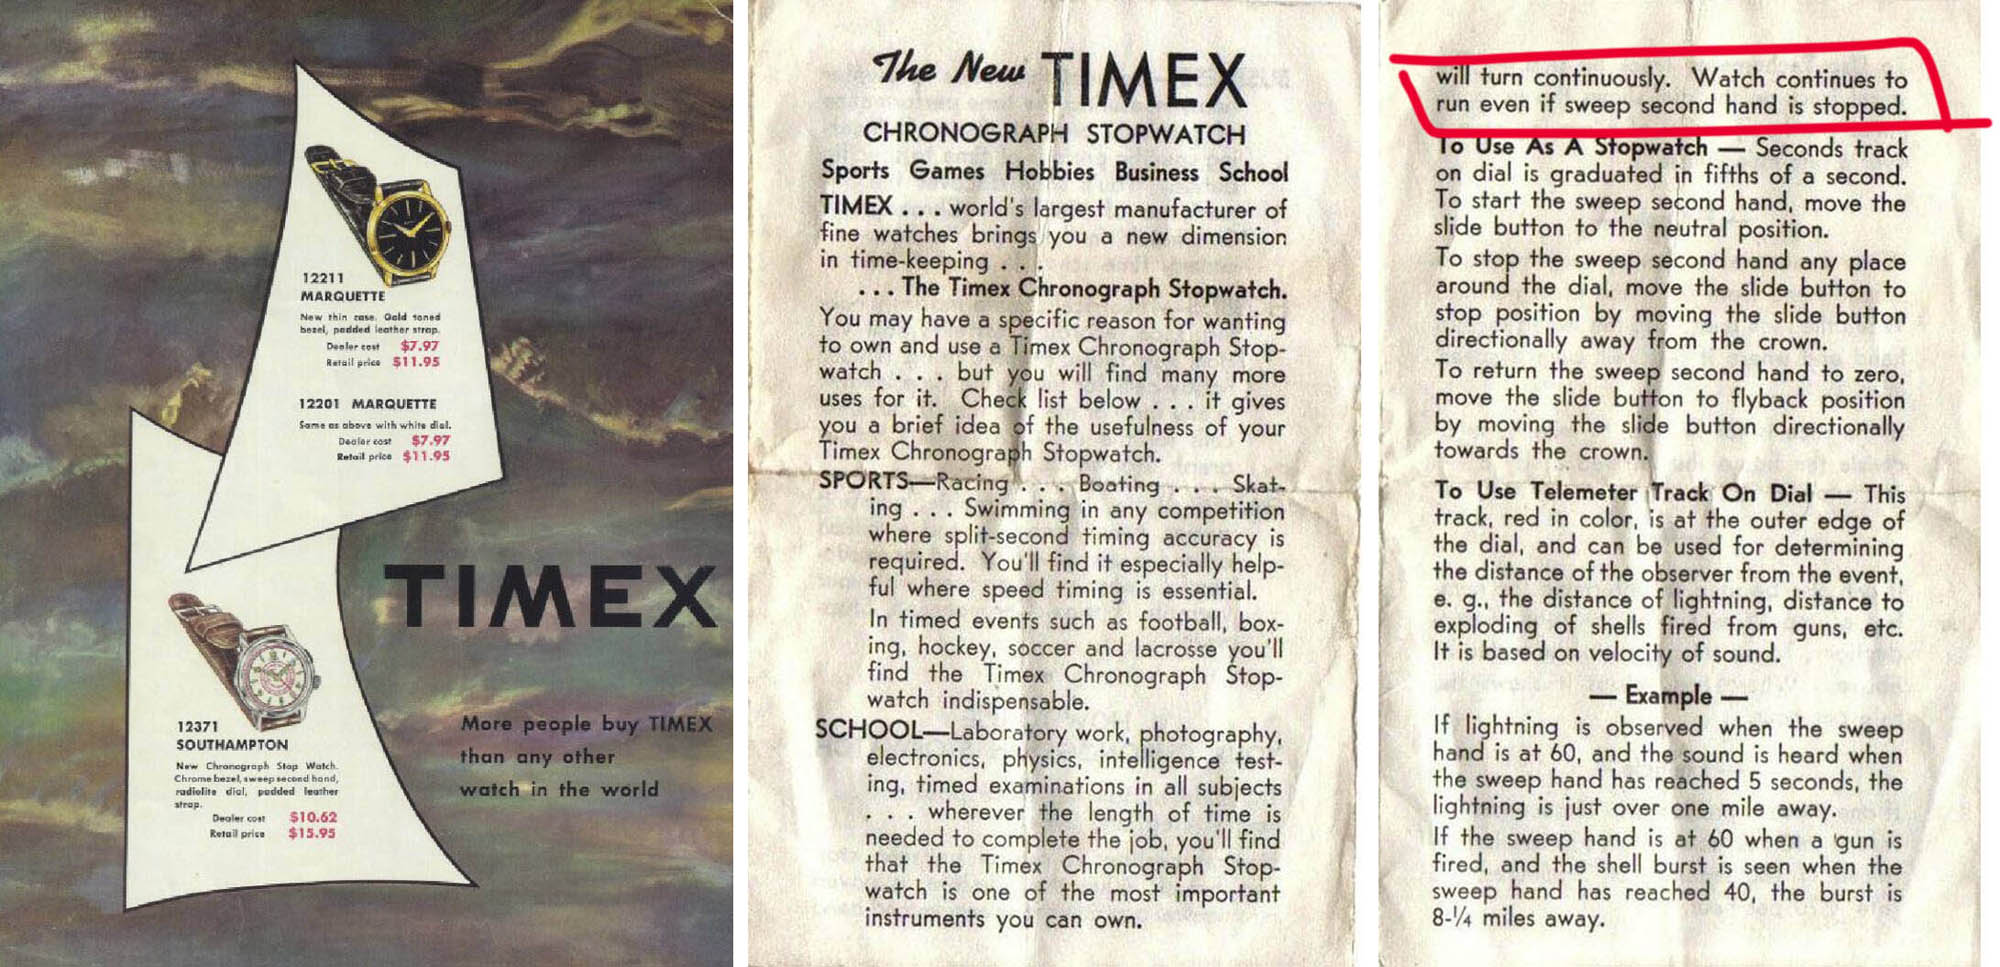 12211
MARQUETTE
New thin case. Gold toned
bezel, padded leather strap.
Dealer cost $7.97
Retail price $11.95
12201 MARQUETTE
Same as above with white dial.
Dealer cost $7.97
Retail price $11.95
TIMEX
12371
SOUTHAMPTON
New Chronograph Stop Watch.
Chrome bezel, sweep second hand,
radiolite dial, padded leather
strap.
Dealer cost $10.62
Retail price $15.95
More people buy TIMEX
than any other
watch in the world
The New TIMEX
CHRONOGRAPH STOPWATCH
Sports Games Hobbies Business School
TIMEX . . . world's largest manufacturer of
fine watches brings you a new dimension
in time-keeping . . .
. . . The Timex Chronograph Stopwatch.
You may have a specific reason for wanting
to own and use a Timex Chronograph Stop-
watch . . . but you will find many more
uses for it. Check list below . . . it gives
you a brief idea of the usefulness of your
Timex Chronograph Stopwatch.
SPORTS—Racing . . . Boating . . . Skat-
ing . . . Swimming in any competition
where split-second timing accuracy is
required. You'll find it especially help-
ful where speed timing is essential.
In timed events such as football, box-
ing, hockey, soccer and lacrosse you'll
find the Timex Chronograph Stop-
watch indispensable.
SCHOOL—Laboratory work, photography,
electronics, physics, intelligence test-
ing, timed examinations in all subjects
. . . wherever the length of time is
needed to complete the job, you'll find
that the Timex Chronograph Stop-
watch is one of the most important
instruments you can own.
will turn continuously. Watch continues to
run even if sweep second hand is stopped.
To Use As A Stopwatch — Seconds track
on dial is graduated in fifths of a second.
To start the sweep second hand, move the
slide button to the neutral position.
To stop the sweep second hand any place
around the dial, move the slide button to
stop position by moving the slide button
directionally away from the crown.
To return the sweep second hand to zero,
move the slide button to flyback position
by moving the slide button directionally
towards the crown.
To Use Telemeter Track On Dial — This
track, red in color, is at the outer edge of
the dial, and can be used for determining
the distance of the observer from the event,
e. g., the distance of lightning, distance to
exploding of shells fired from guns, etc.
It is based on velocity of sound.
— Example —
If lightning is observed when the sweep
hand is at 60, and the sound is heard when
the sweep hand has reached 5 seconds, the
lightning is just over one mile away.
If the sweep hand is at 60 when a gun is
fired, and the shell burst is seen when the
sweep hand has reached 40, the burst is
8-¼ miles away.